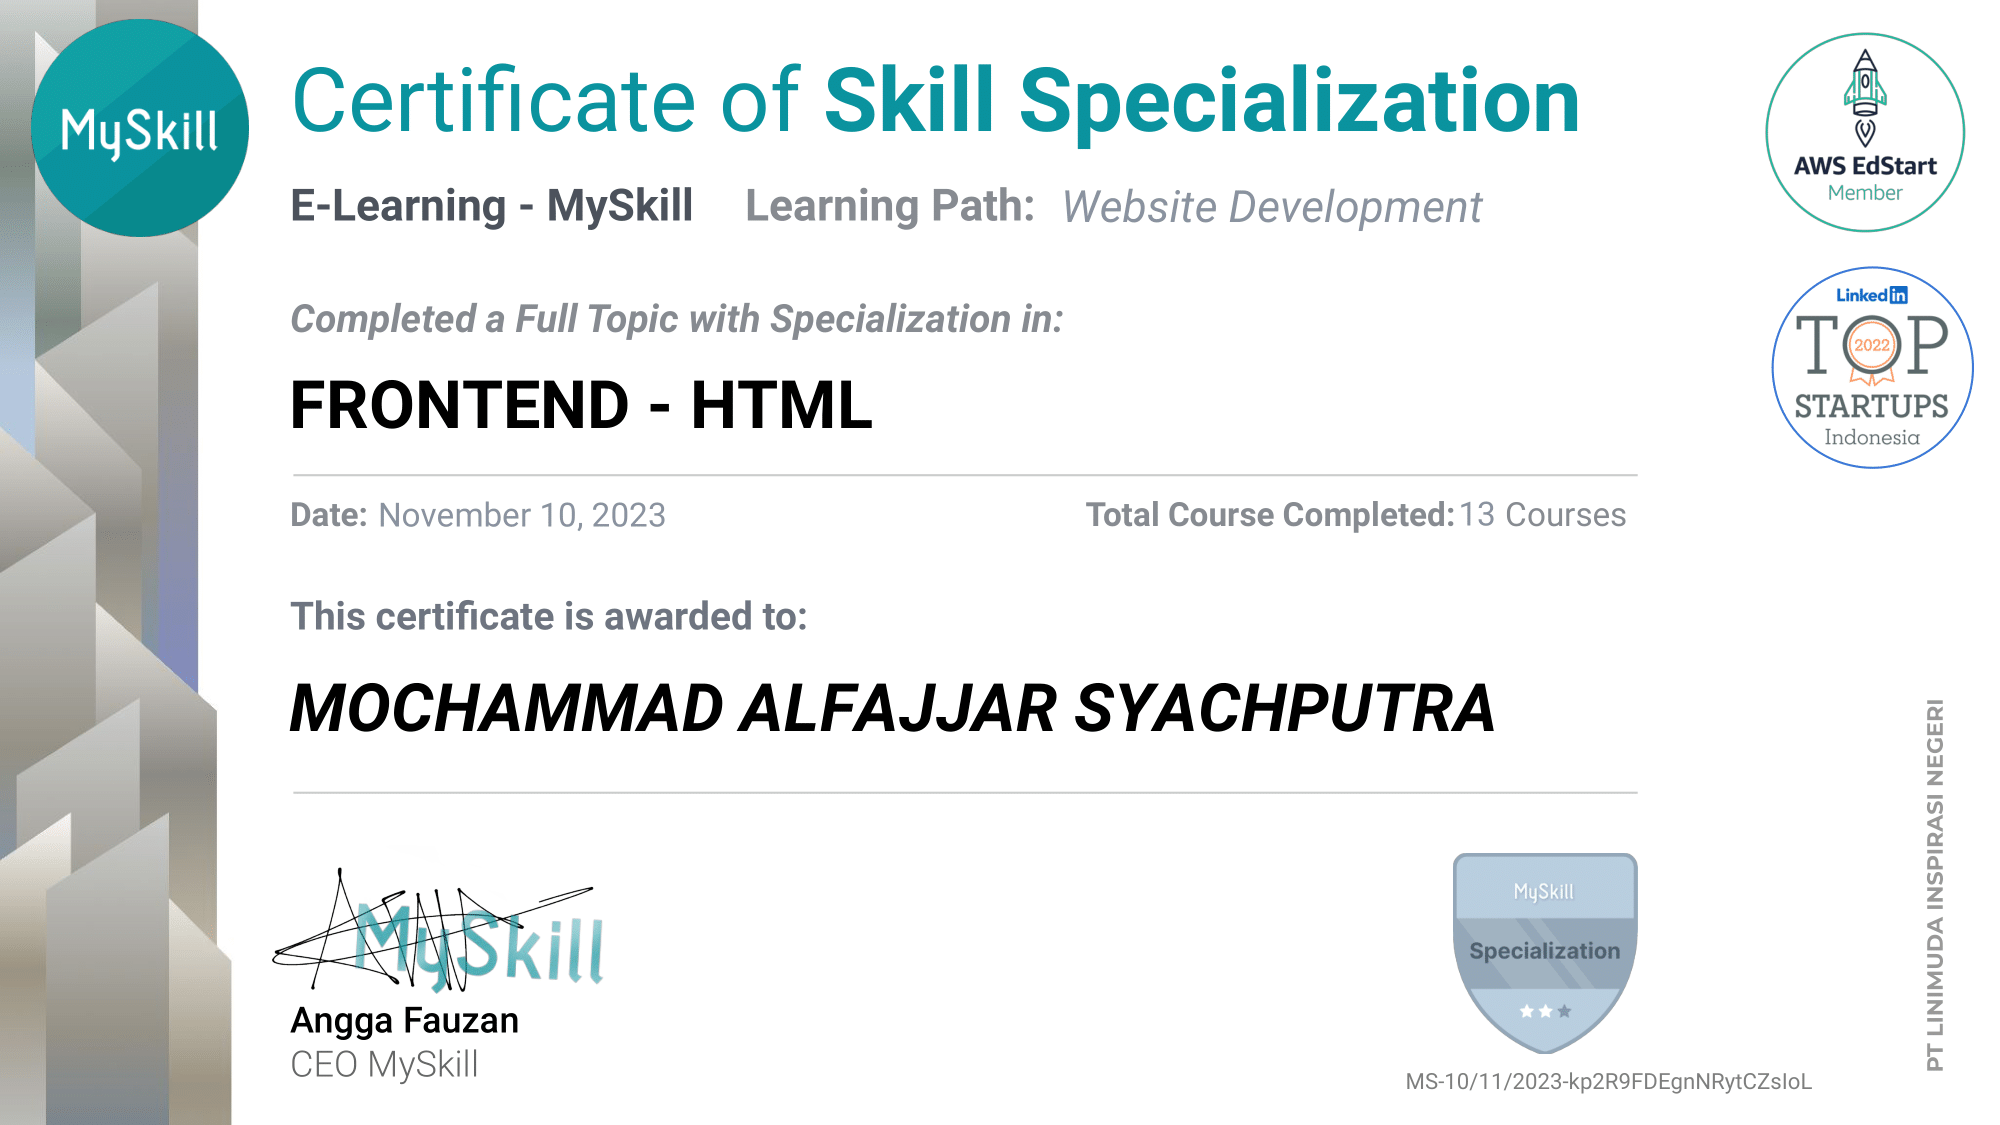 MySkill
Certificate of Skill Specialization
E-Learning - MySkill Learning Path: Website Development
Completed a Full Topic with Specialization in:
FRONTEND - HTML
Date: November 10, 2023 Total Course Completed: 13 Courses
This certificate is awarded to:
MOCHAMMAD ALFAJJAR SYACHPUTRA
MySkill
Angga Fauzan
CEO MySkill
AWS EdStart
Member
Linked in
TOP
2022
STARTUPS
Indonesia
PT LINIMUDA INSPIRASI NEGERI
MySkill
Specialization
MS-10/11/2023-kp2R9FDEgnNRytCZsIoL